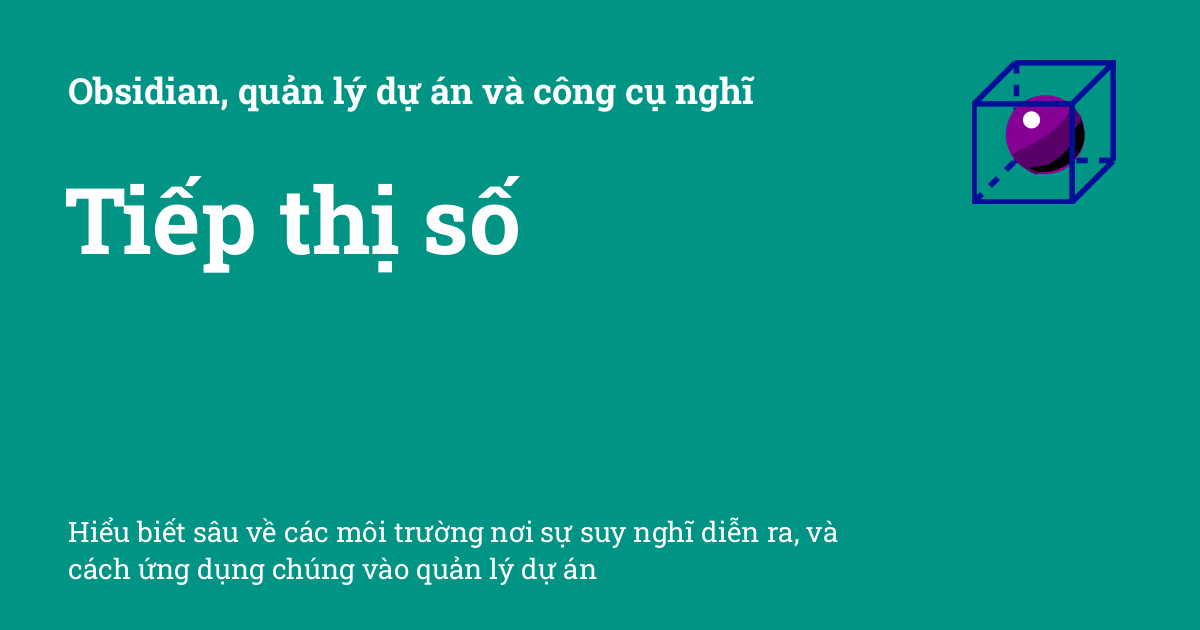 Obsidian, quản lý dự án và công cụ nghĩ
Tiếp thị số
Hiểu biết sâu về các môi trường nơi sự suy nghĩ diễn ra, và
cách ứng dụng chúng vào quản lý dự án